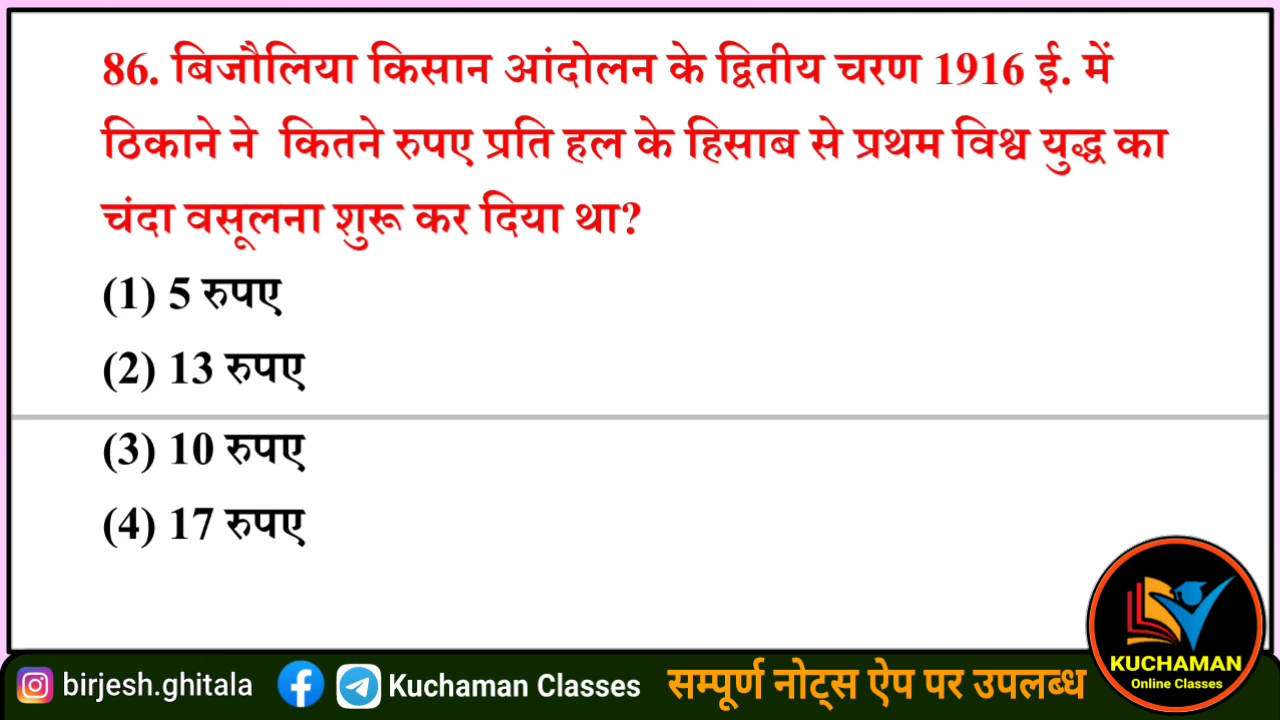 86. बिजौलिया किसान आंदोलन के द्वितीय चरण 1916 ई. में
ठिकाने ने कितने रुपए प्रति हल के हिसाब से प्रथम विश्व युद्ध का
चंदा वसूलना शुरू कर दिया था?
(1) 5 रुपए
(2) 13 रुपए
(3) 10 रुपए
(4) 17 रुपए
KUCHAMAN
Online Classes
birjesh.ghitala Kuchaman Classes सम्पूर्ण नोट्स ऐप पर उपलब्ध